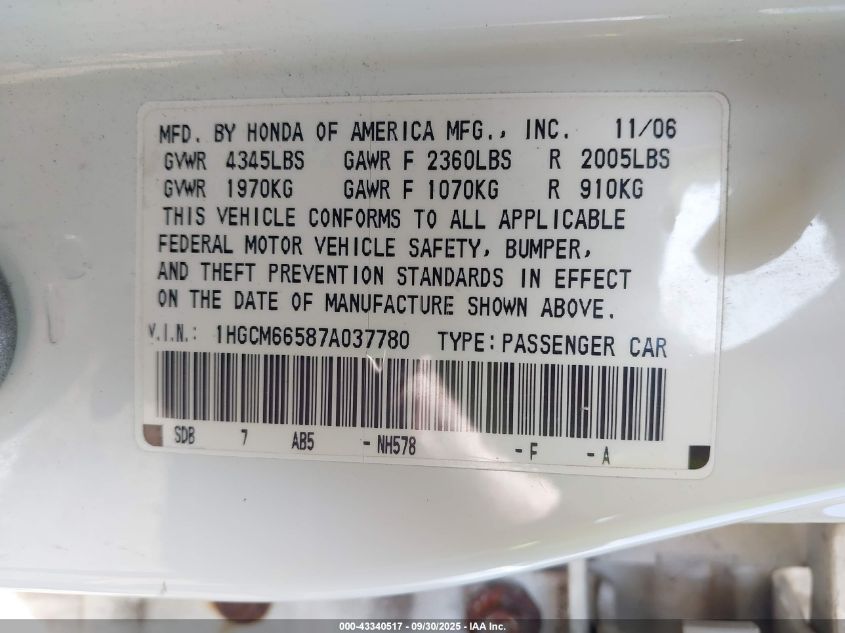 MFD. BY HONDA OF AMERICA MFG., INC. 11/06
GVWR 4345LBS GAWR F 2360LBS R 2005LBS
GVWR 1970KG GAWR F 1070KG R 910KG
THIS VEHICLE CONFORMS TO ALL APPLICABLE
FEDERAL MOTOR VEHICLE SAFETY, BUMPER,
AND THEFT PREVENTION STANDARDS IN EFFECT
ON THE DATE OF MANUFACTURE SHOWN ABOVE.
V.I.N.: 1HGCM66587A037780 TYPE:PASSENGER CAR
SDB 7 AB5 -NH578 -F -A
000-43340517 - 09/30/2025 - IAA Inc.